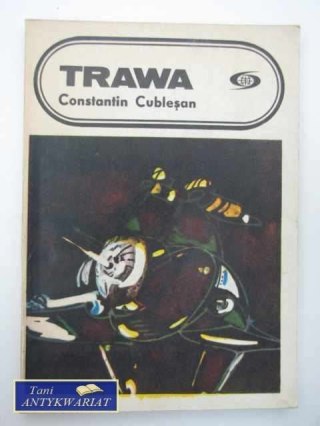 TRAWA
Constantin Cubleşan
Tani
ANTYKWARIAT